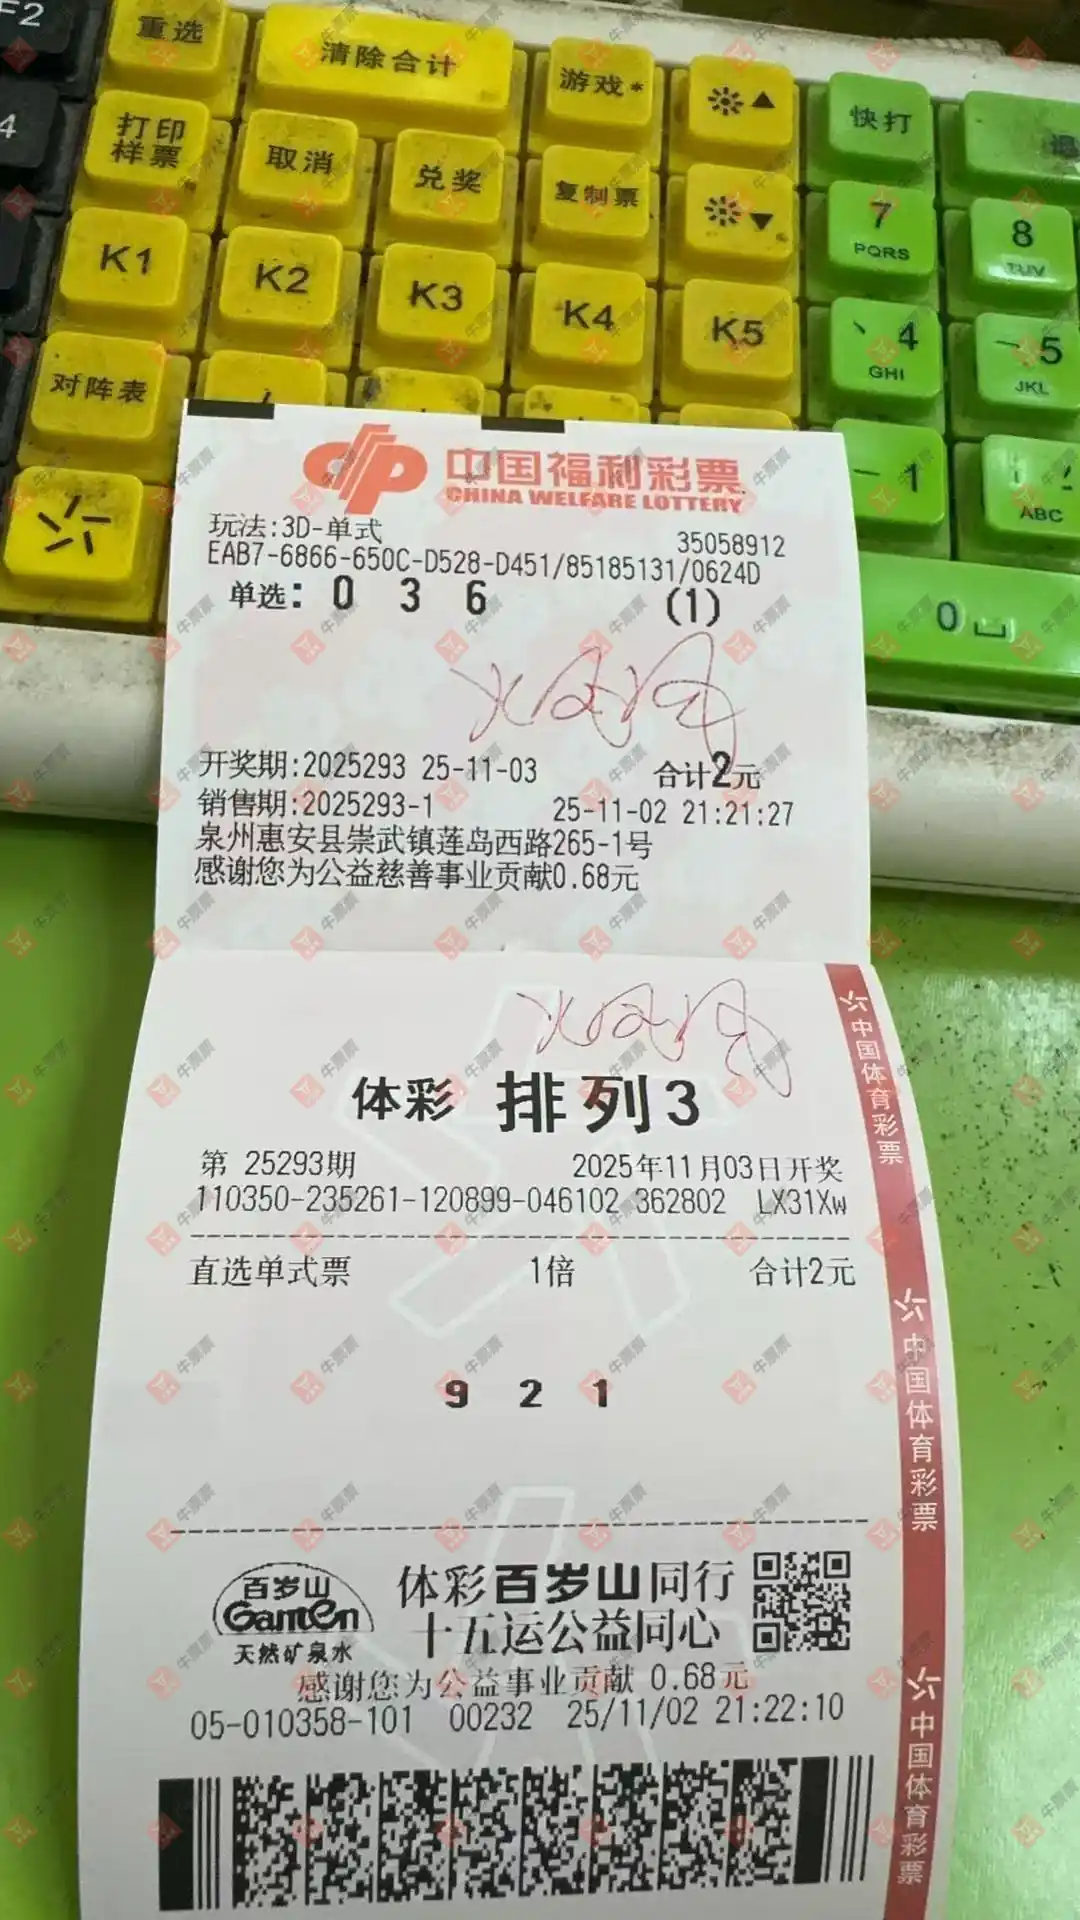 F2
重选
清除合计
游戏*
▲
快打
4
打印
样票
取消
兑奖
复制票
▼
7
PQRS
8
TUV
K1
K2
K3
K4
K5
、 4
GHI
一 5
JKL
对阵表
一 1
ABC
0
中国福利彩票
CHINA WELFARE LOTTERY
玩法:3D-单式
35058912
EAB7-6866-650C-D528-D451/85185131/0624D
单选: 0 3 6 (1)
开奖期:2025293 25-11-03 合计2元
销售期:2025293-1 25-11-02 21:21:27
泉州惠安县崇武镇莲岛西路265-1号
感谢您为公益慈善事业贡献0.68元
体彩 排列3
第 25293期 2025年11月03日开奖
110350-235261-120899-046102 362802 LX31Xw
直选单式票 1倍 合计2元
9 2 1
百岁山
Ganten
天然矿泉水
体彩百岁山同行
十五运公益同心
感谢您为公益事业贡献 0.68元
05-010358-101 00232 25/11/02 21:22:10
中国体育彩票
中国体育彩票
中国体育彩票
牛票票